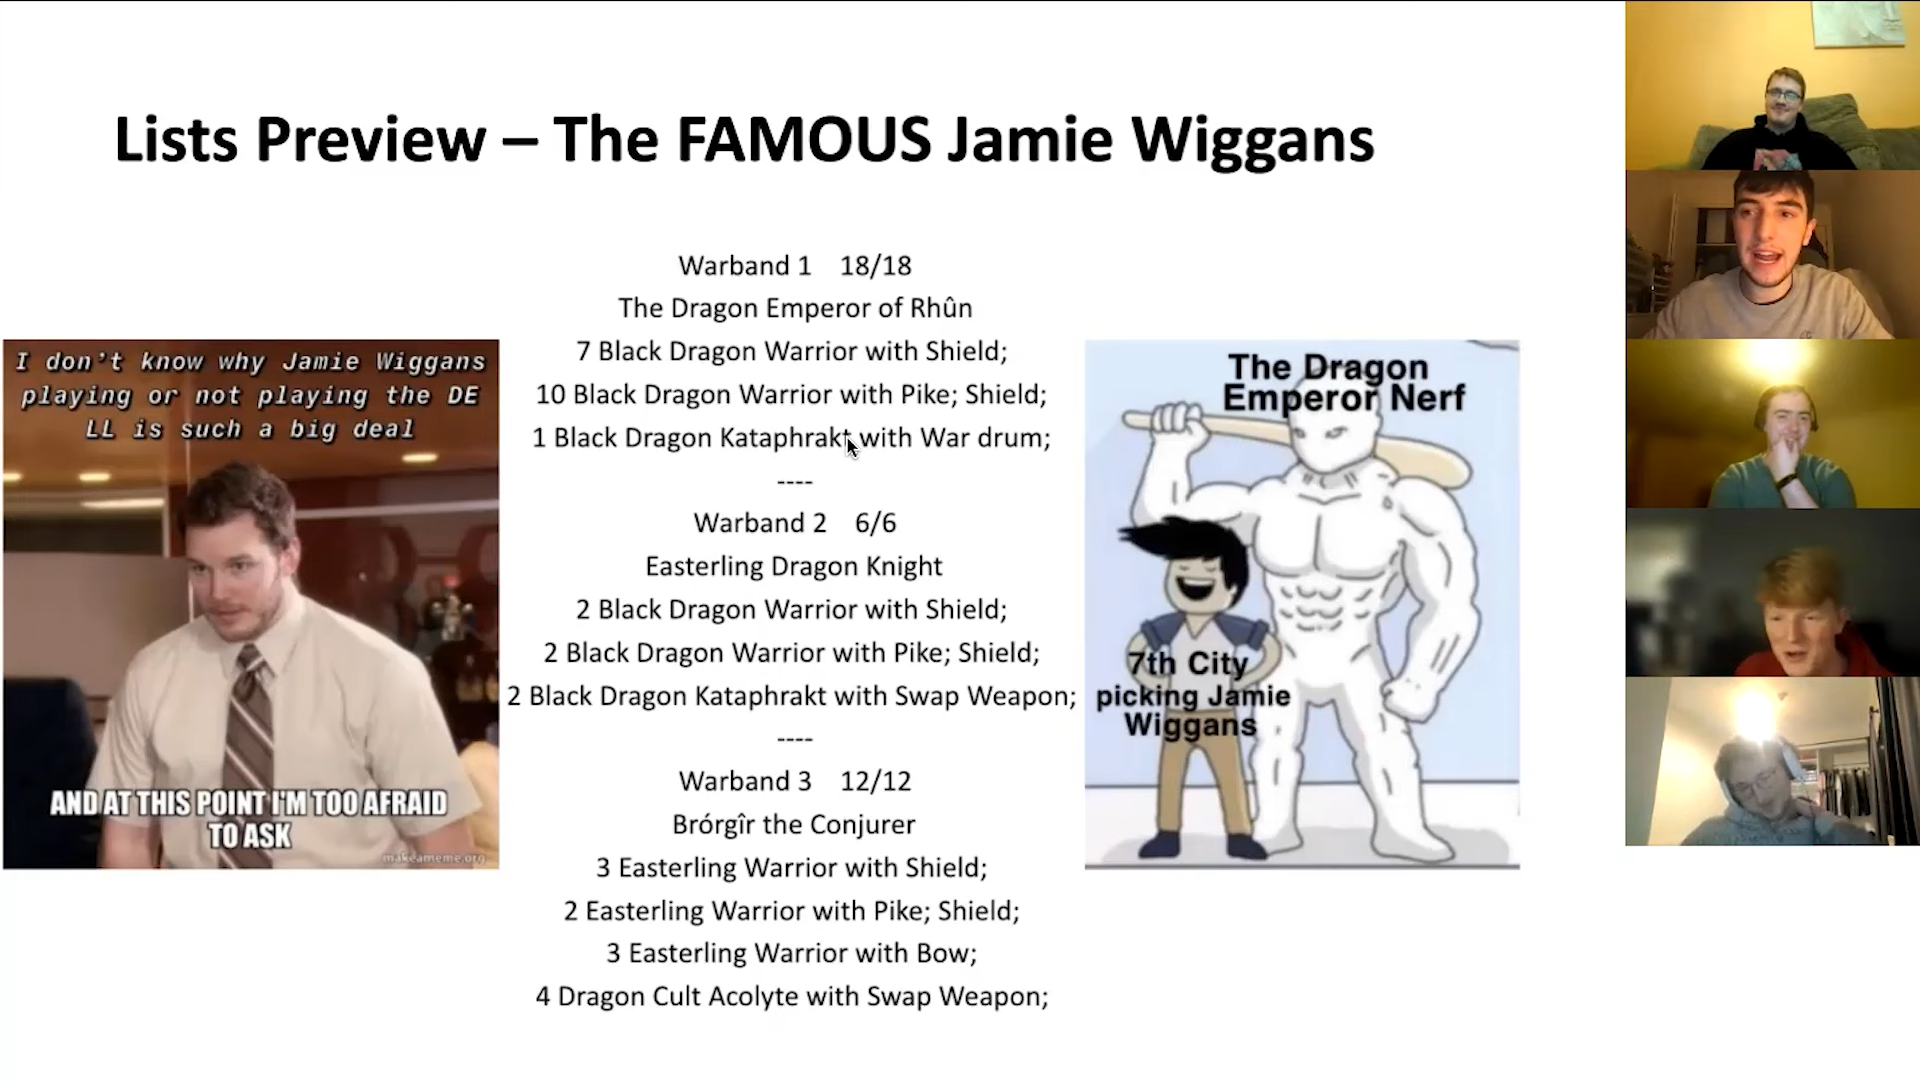 Lists Preview – The FAMOUS Jamie Wiggans
I don't know why Jamie Wiggans
playing or not playing the DE
LL is such a big deal
AND AT THIS POINT I'M TOO AFRAID
TO ASK
makeameme.org
Warband 1 18/18
The Dragon Emperor of Rhûn
7 Black Dragon Warrior with Shield;
10 Black Dragon Warrior with Pike; Shield;
1 Black Dragon Kataphrakt with War drum;
----
Warband 2 6/6
Easterling Dragon Knight
2 Black Dragon Warrior with Shield;
2 Black Dragon Warrior with Pike; Shield;
2 Black Dragon Kataphrakt with Swap Weapon;
----
Warband 3 12/12
Brórgîr the Conjurer
3 Easterling Warrior with Shield;
2 Easterling Warrior with Pike; Shield;
3 Easterling Warrior with Bow;
4 Dragon Cult Acolyte with Swap Weapon;
The Dragon
Emperor Nerf
7th City
picking Jamie
Wiggans